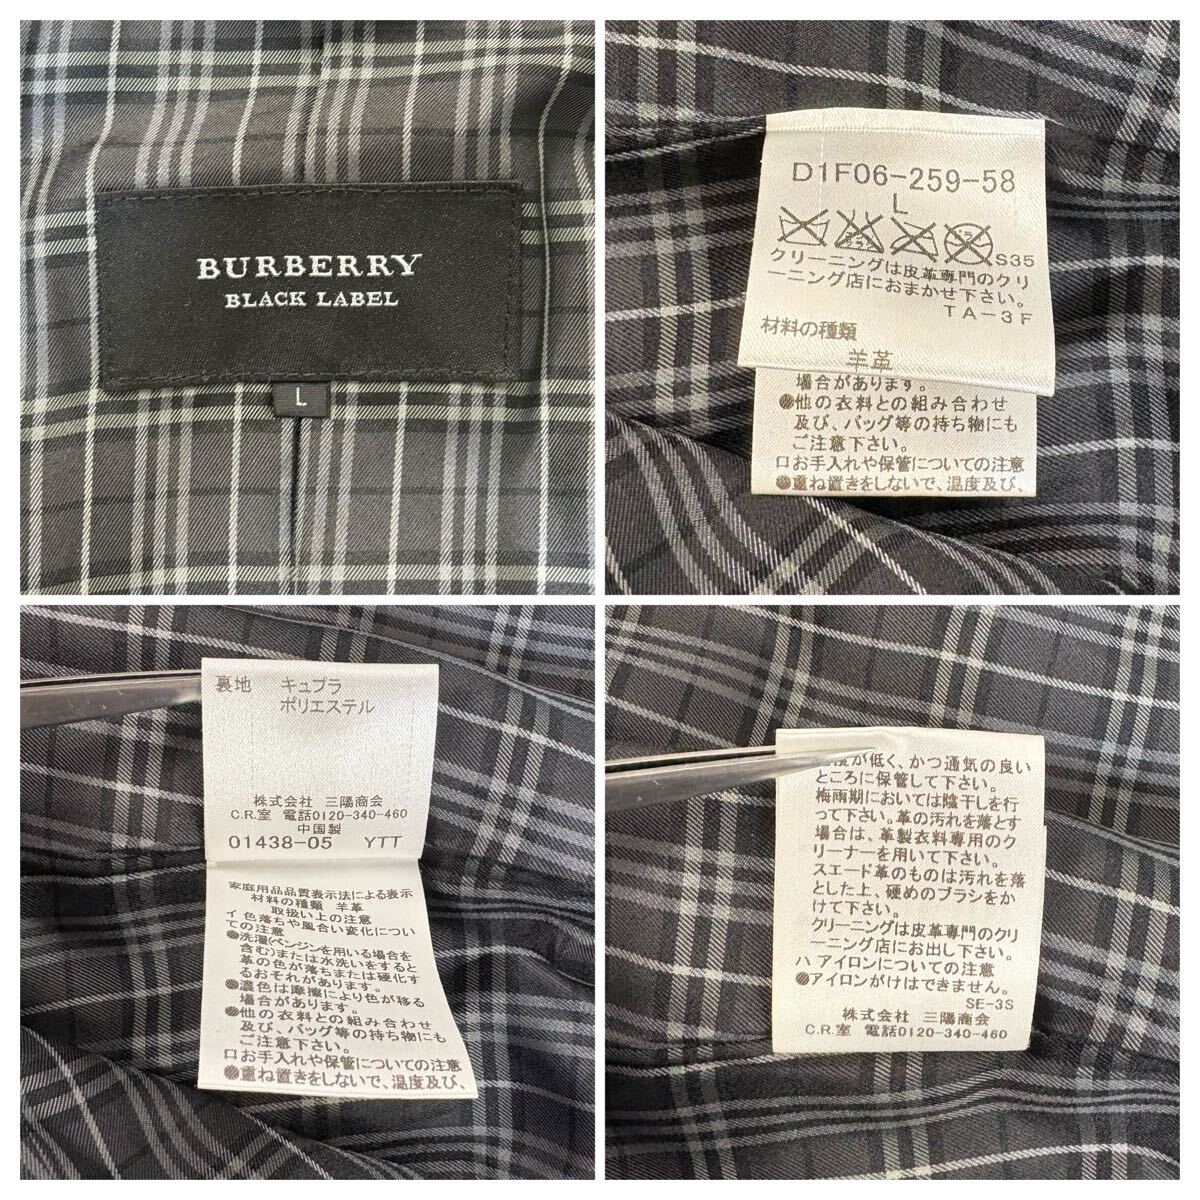 BURBERRY
BLACK LABEL
L
D1F06-259-58
L
S35
クリーニングは皮革専門のクリ
ーニング店におまかせ下さい。
TA-3F
材料の種類
羊革
場合があります。
●他の衣料との組み合わせ
及び、バッグ等の持ち物にも
ご注意下さい。
ロお手入れや保管についての注意
●重ね置きをしないで、温度及び、
裏地 キュプラ
ポリエステル
株式会社 三陽商会
C.R.室 電話0120-340-460
中国製
01438-05 YTT
家庭用品品質表示法による表示
材料の種類 羊革
取扱い上の注意
イ 色落ちや風合い変化につい
ての注意
●洗濯(ベンジンを用いる場合を
含む)または水洗いをすると
革の色が落ちまたは硬化す
るおそれがあります。
●濃色は摩擦により色が移る
場合があります。
●他の衣料との組み合わせ
及び、バッグ等の持ち物にも
ご注意下さい。
ロお手入れや保管についての注意
●重ね置きをしないで、温度及び、
が低く、かつ通気の良い
ところに保管して下さい。
梅雨期においては陰干しを行
って下さい。革の汚れを落とす
場合は、革製衣料専用のク
リーナーを用いて下さい。
スエード革のものは汚れを落
とした上、硬めのブラシをか
けて下さい。
クリーニングは皮革専門のクリ
ーニング店にお出し下さい。
ハ アイロンについての注意
●アイロンがけはできません。
SE-3S
株式会社 三陽商会
C.R.室 電話0120-340-460